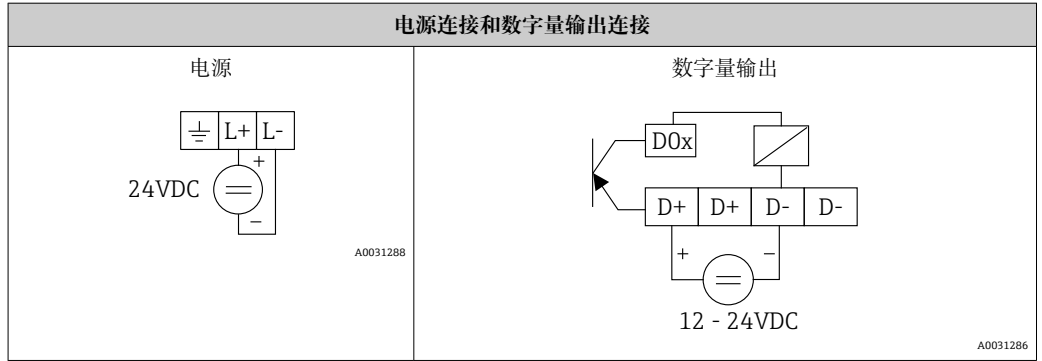 电源连接和数字量输出连接
电源
L+ L-
+
24VDC
−
A0031288
数字量输出
DOx
D+ D+ D- D-
+ −
12 - 24VDC
A0031286